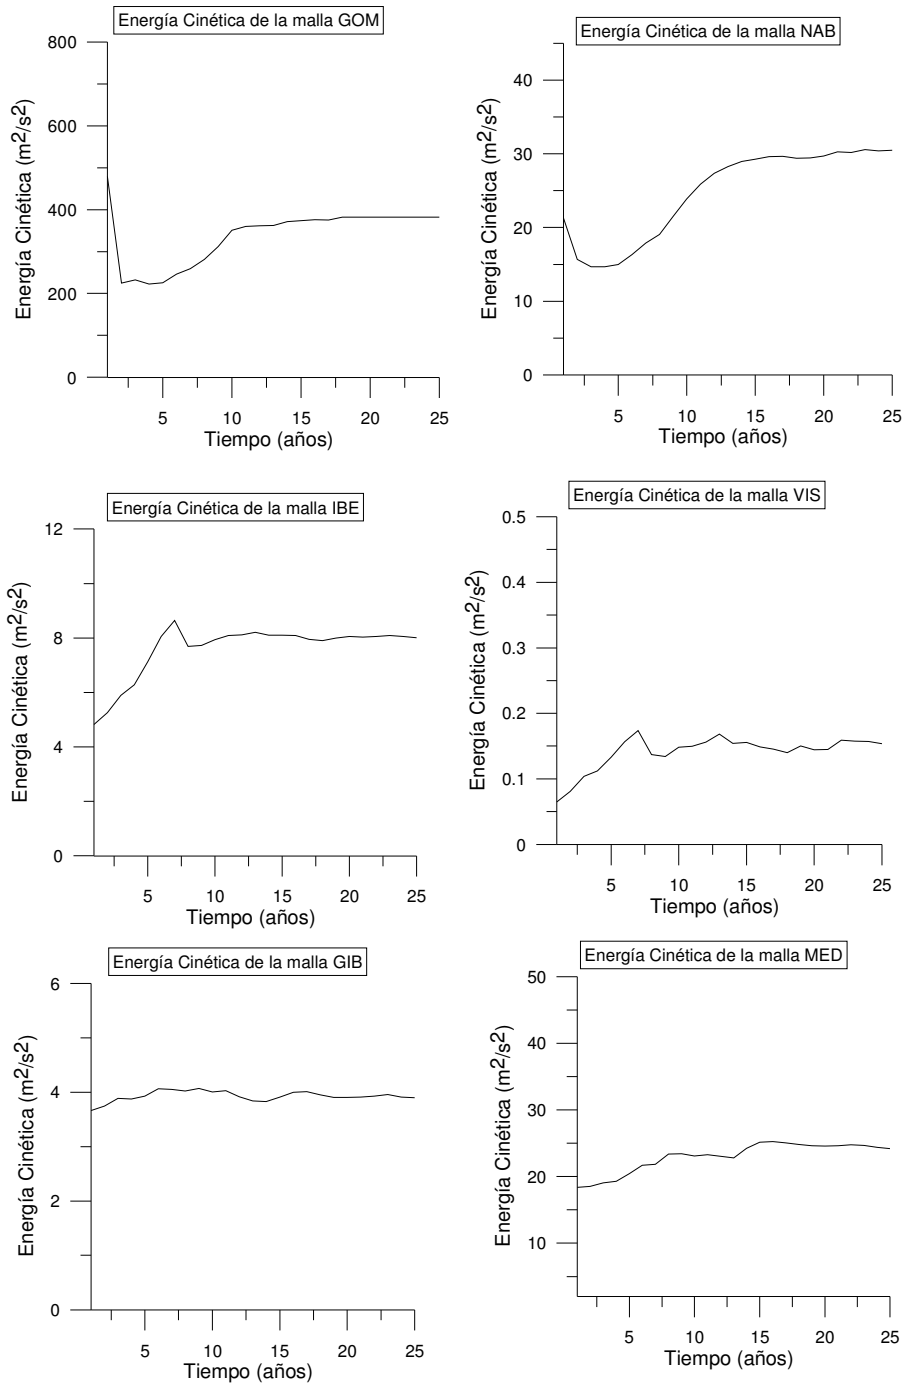 Energía Cinética de la malla GOM
800
600
400
200
0
Energía Cinética (m2/s2)
5 10 15 20 25
Tiempo (años)
Energía Cinética de la malla NAB
40
30
20
10
0
Energía Cinética (m2/s2)
5 10 15 20 25
Tiempo (años)
Energía Cinética de la malla IBE
12
8
4
0
Energía Cinética (m2/s2)
5 10 15 20 25
Tiempo (años)
Energía Cinética de la malla VIS
0.5
0.4
0.3
0.2
0.1
0
Energía Cinética (m2/s2)
5 10 15 20 25
Tiempo (años)
Energía Cinética de la malla GIB
6
4
2
0
Energía Cinética (m2/s2)
5 10 15 20 25
Tiempo (años)
Energía Cinética de la malla MED
50
40
30
20
10
Energía Cinética (m2/s2)
5 10 15 20 25
Tiempo (años)